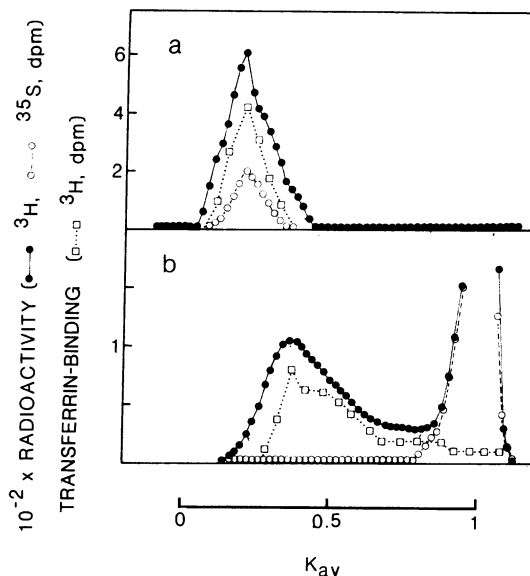 10⁻² x RADIOACTIVITY (●—● ³H, ○--○ ³⁵S, dpm)
TRANSFERRIN-BINDING (□···□ ³H, dpm)
a
6
4
2
b
1
0
0.5
1
Kav